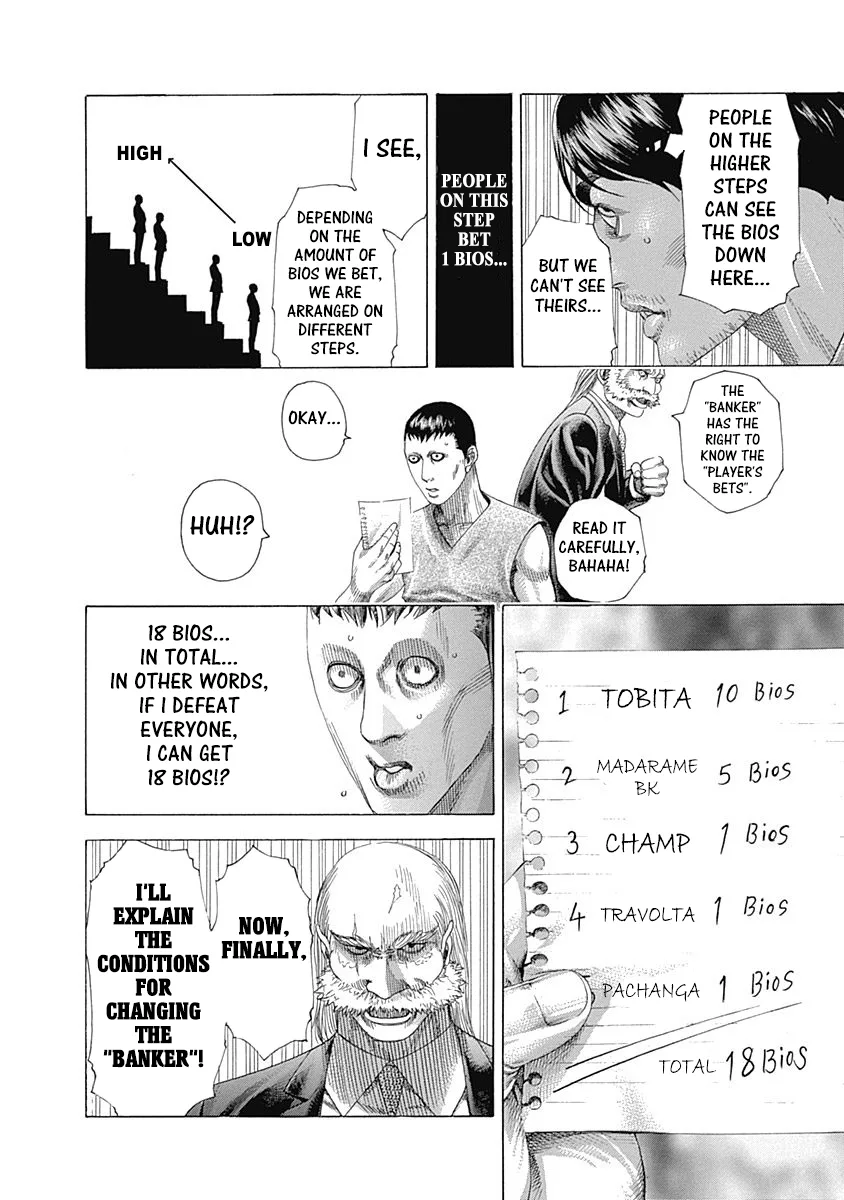 PEOPLE
ON THE
HIGHER
STEPS
CAN SEE
THE BIOS
DOWN
HERE...
BUT WE
CAN'T SEE
THEIRS...
PEOPLE
ON THIS
STEP
BET
1 BIOS...
I SEE,
DEPENDING
ON THE
AMOUNT OF
BIOS WE BET,
WE ARE
ARRANGED ON
DIFFERENT
STEPS.
HIGH
LOW
THE
"BANKER"
HAS THE
RIGHT TO
KNOW THE
"PLAYER'S
BETS".
READ IT
CAREFULLY,
BAHAHA!
OKAY...
HUH!?
1 TOBITA 10 Bios
2 MADARAME
BK 5 Bios
3 CHAMP 1 Bios
4 TRAVOLTA 1 Bios
PACHANGA 1 Bios
TOTAL 18 Bios
18 BIOS...
IN TOTAL...
IN OTHER WORDS,
IF I DEFEAT
EVERYONE,
I CAN GET
18 BIOS!?
NOW,
FINALLY,
I'LL
EXPLAIN
THE
CONDITIONS
FOR
CHANGING
THE
"BANKER"!